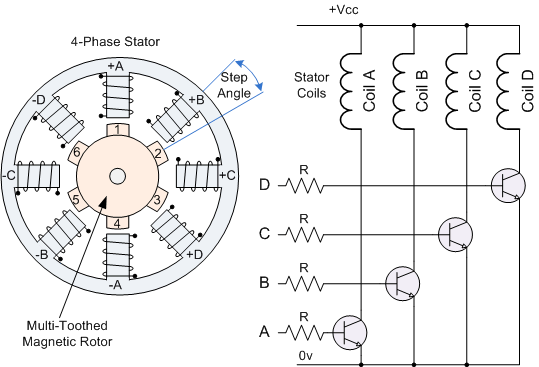 4-Phase Stator
+A
+B
+C
+D
-A
-B
-C
-D
1
2
3
4
5
6
Step
Angle
Multi-Toothed
Magnetic Rotor
+Vcc
Stator
Coils
Coil A
Coil B
Coil C
Coil D
D
R
C
R
B
R
A
R
0v